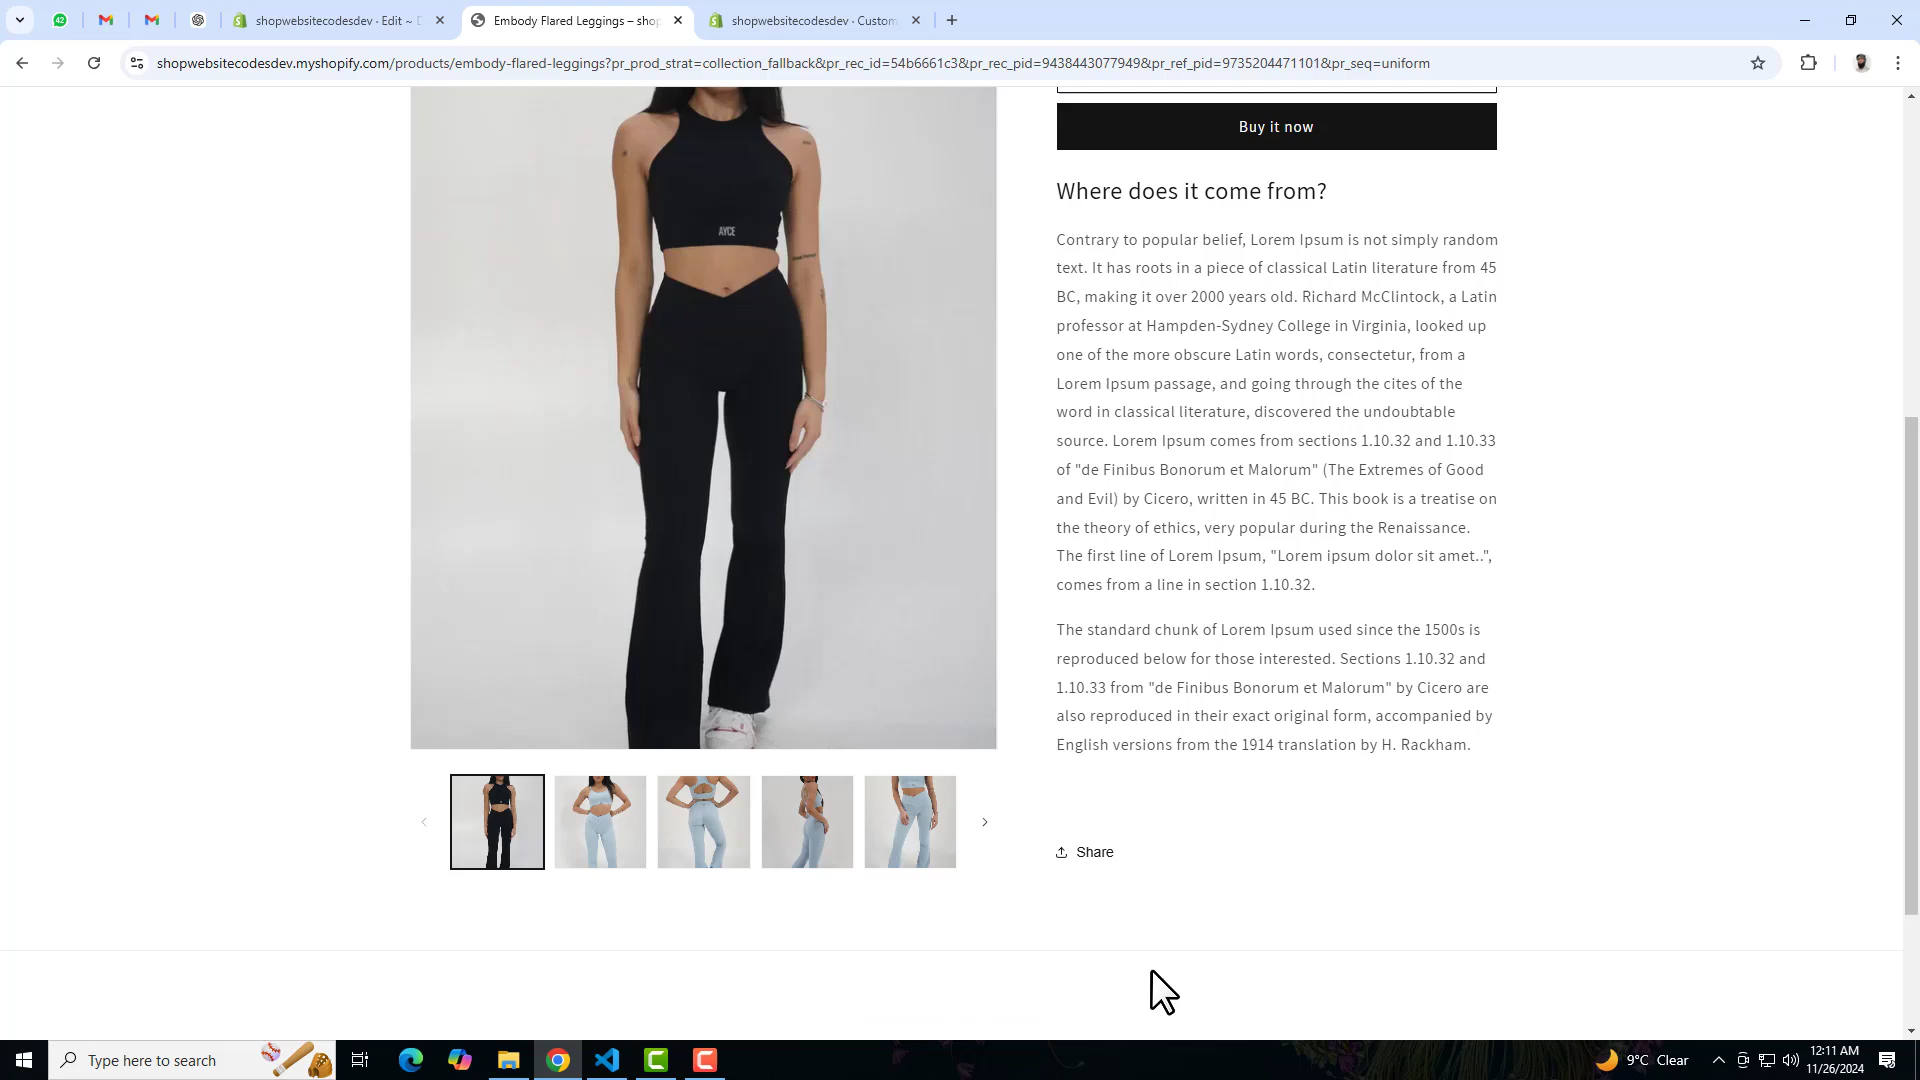 shopwebsitecodesdev · Edit ~
Embody Flared Leggings – shop
shopwebsitecodesdev · Custom
shopwebsitecodesdev.myshopify.com/products/embody-flared-leggings?pr_prod_strat=collection_fallback&pr_rec_id=54b6661c3&pr_rec_pid=9438443077949&pr_ref_pid=9735204471101&pr_seq=uniform
AYCE
Buy it now
Where does it come from?
Contrary to popular belief, Lorem Ipsum is not simply random
text. It has roots in a piece of classical Latin literature from 45
BC, making it over 2000 years old. Richard McClintock, a Latin
professor at Hampden-Sydney College in Virginia, looked up
one of the more obscure Latin words, consectetur, from a
Lorem Ipsum passage, and going through the cites of the
word in classical literature, discovered the undoubtable
source. Lorem Ipsum comes from sections 1.10.32 and 1.10.33
of "de Finibus Bonorum et Malorum" (The Extremes of Good
and Evil) by Cicero, written in 45 BC. This book is a treatise on
the theory of ethics, very popular during the Renaissance.
The first line of Lorem Ipsum, "Lorem ipsum dolor sit amet..",
comes from a line in section 1.10.32.
The standard chunk of Lorem Ipsum used since the 1500s is
reproduced below for those interested. Sections 1.10.32 and
1.10.33 from "de Finibus Bonorum et Malorum" by Cicero are
also reproduced in their exact original form, accompanied by
English versions from the 1914 translation by H. Rackham.
Share
Type here to search
9°C Clear
12:11 AM
11/26/2024